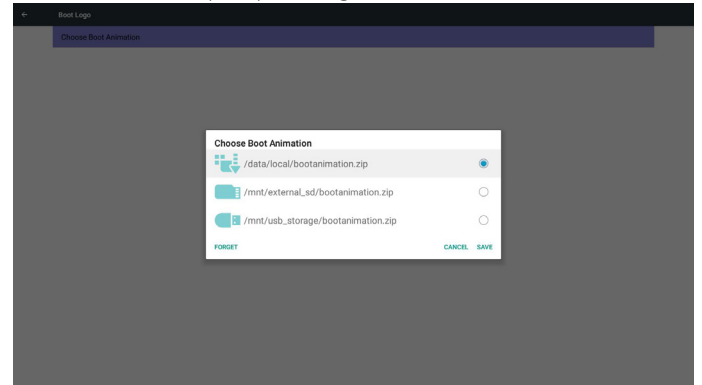 Boot Logo
Choose Boot Animation
Choose Boot Animation
/data/local/bootanimation.zip
/mnt/external_sd/bootanimation.zip
/mnt/usb_storage/bootanimation.zip
FORGET CANCEL SAVE